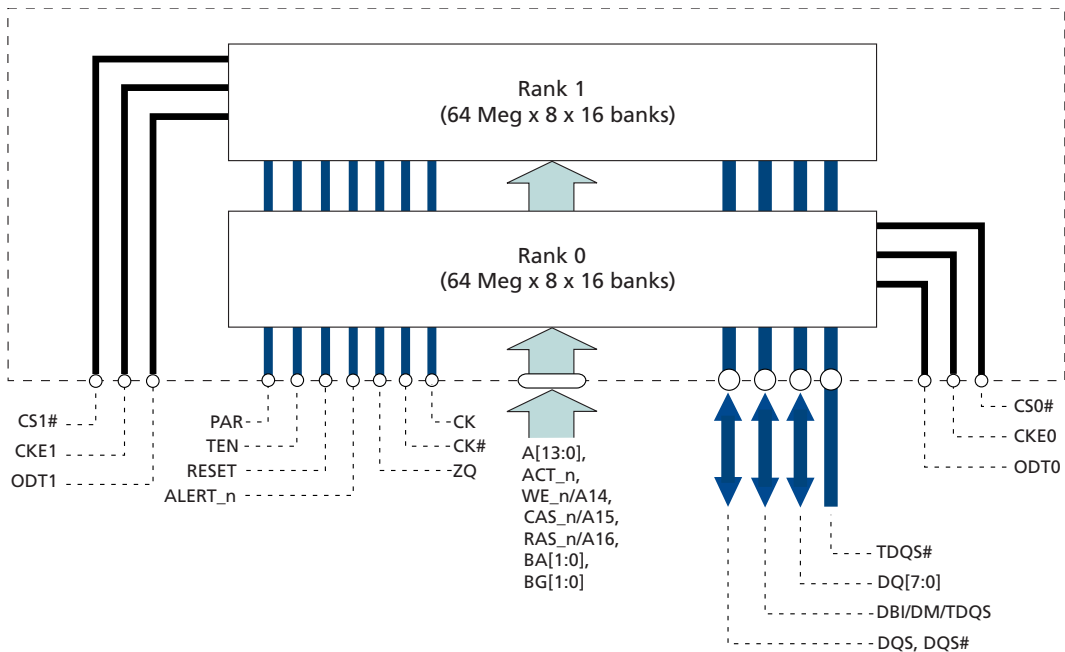 Rank 1
(64 Meg x 8 x 16 banks)
Rank 0
(64 Meg x 8 x 16 banks)
CS1#
CKE1
ODT1
PAR
TEN
RESET
ALERT_n
CK
CK#
ZQ
A[13:0],
ACT_n,
WE_n/A14,
CAS_n/A15,
RAS_n/A16,
BA[1:0],
BG[1:0]
CS0#
CKE0
ODT0
TDQS#
DQ[7:0]
DBI/DM/TDQS
DQS, DQS#